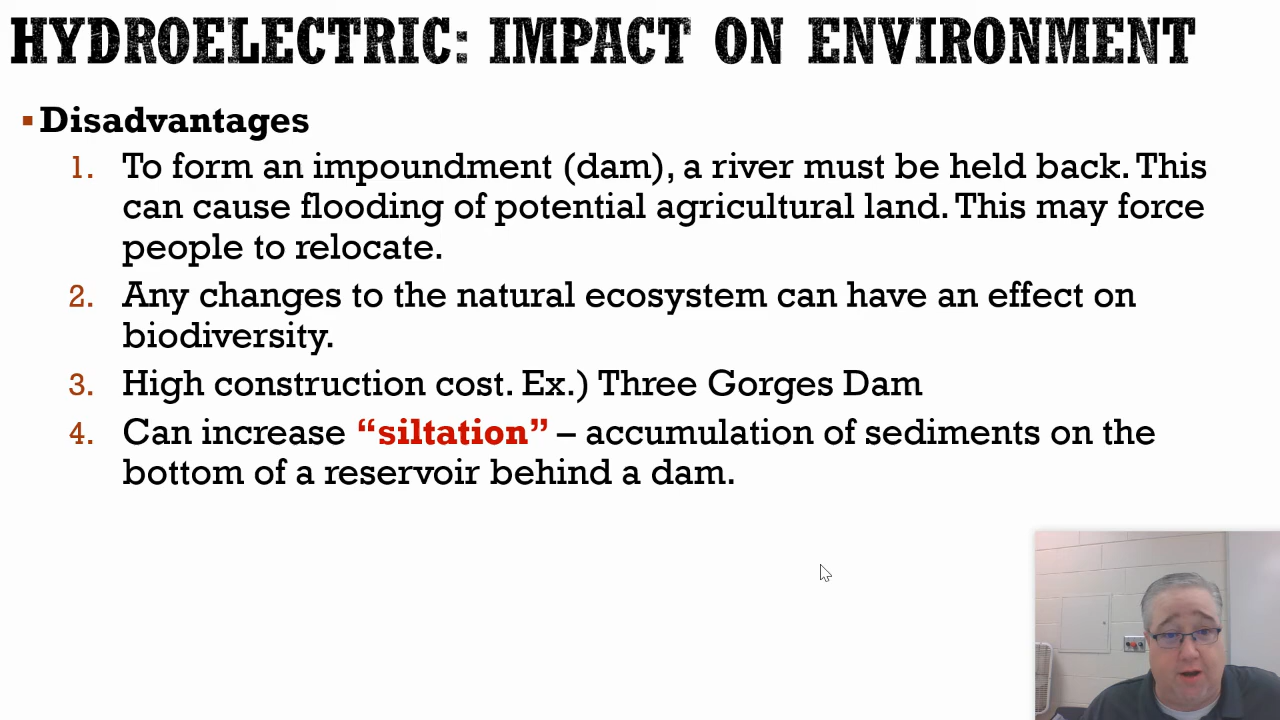 HYDROELECTRIC: IMPACT ON ENVIRONMENT
▪ Disadvantages
1. To form an impoundment (dam), a river must be held back. This
can cause flooding of potential agricultural land. This may force
people to relocate.
2. Any changes to the natural ecosystem can have an effect on
biodiversity.
3. High construction cost. Ex.) Three Gorges Dam
4. Can increase “siltation” – accumulation of sediments on the
bottom of a reservoir behind a dam.